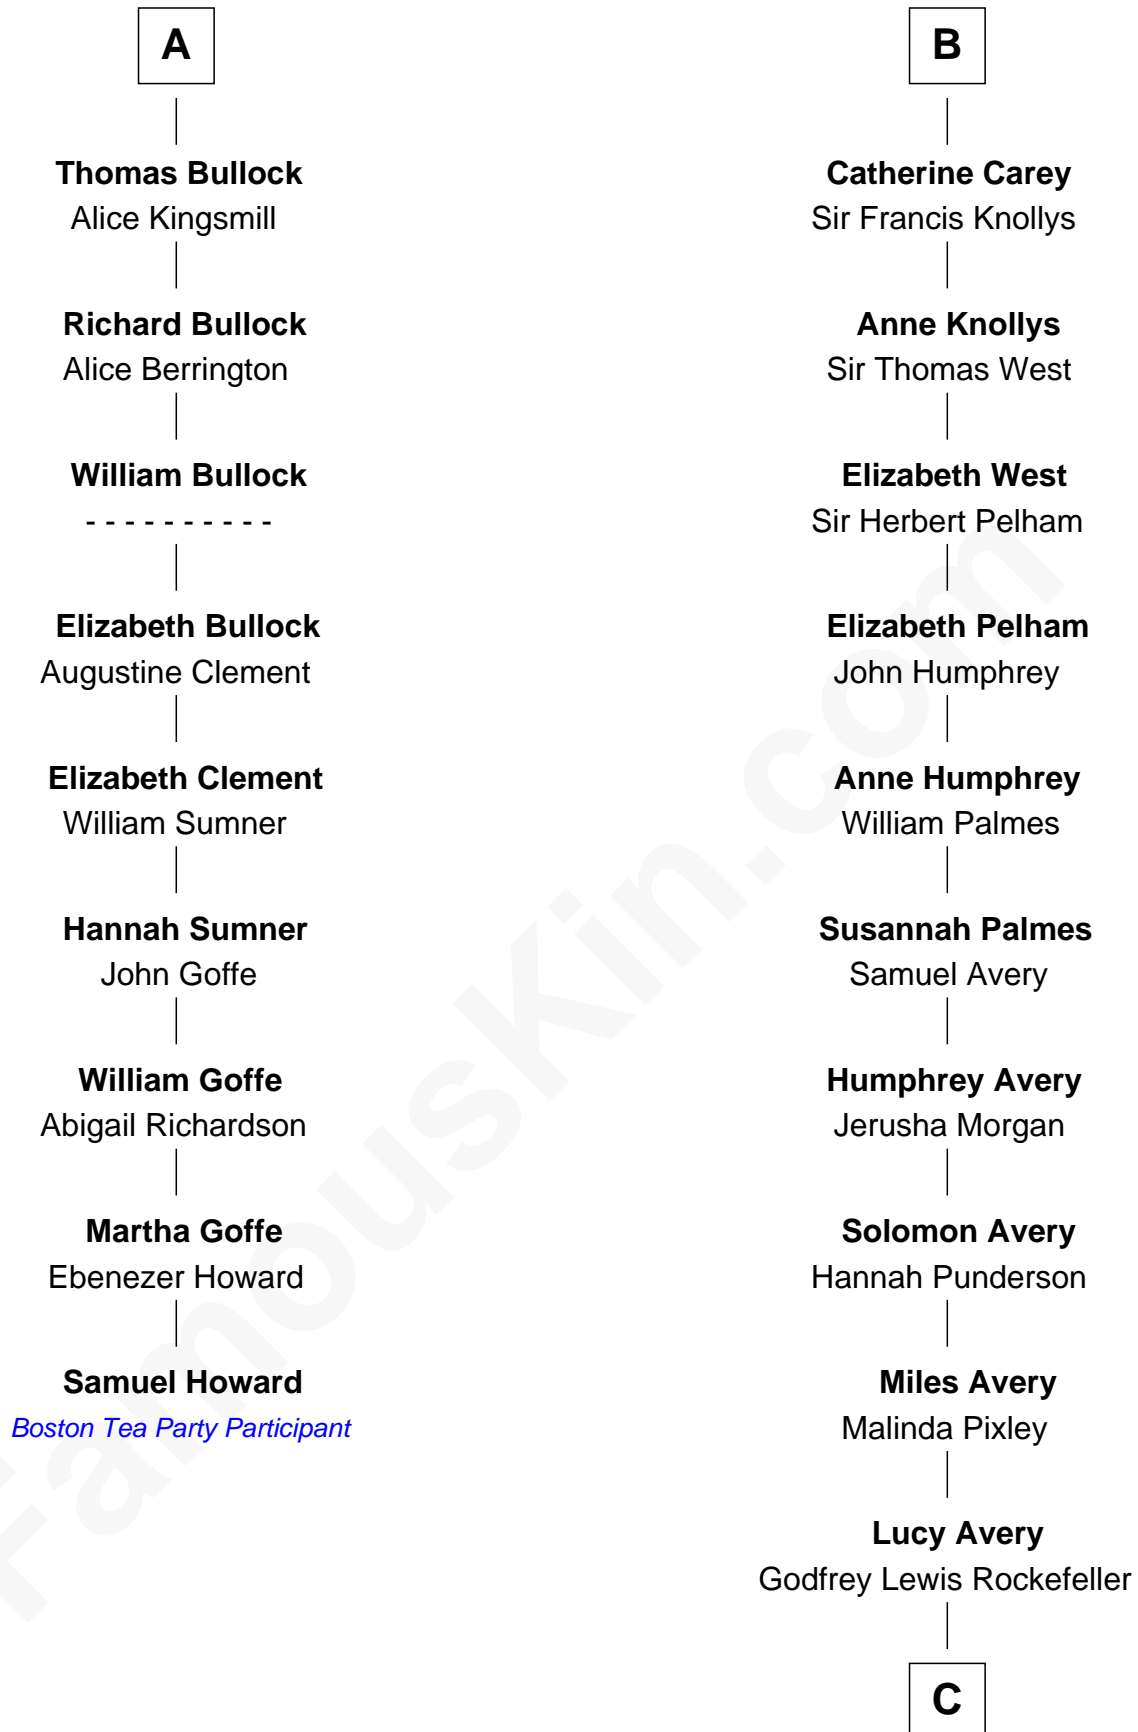 A
Thomas Bullock
Alice Kingsmill
Richard Bullock
Alice Berrington
William Bullock
- - - - - - - - - -
Elizabeth Bullock
Augustine Clement
Elizabeth Clement
William Sumner
Hannah Sumner
John Goffe
William Goffe
Abigail Richardson
Martha Goffe
Ebenezer Howard
Samuel Howard
Boston Tea Party Participant
B
Catherine Carey
Sir Francis Knollys
Anne Knollys
Sir Thomas West
Elizabeth West
Sir Herbert Pelham
Elizabeth Pelham
John Humphrey
Anne Humphrey
William Palmes
Susannah Palmes
Samuel Avery
Humphrey Avery
Jerusha Morgan
Solomon Avery
Hannah Punderson
Miles Avery
Malinda Pixley
Lucy Avery
Godfrey Lewis Rockefeller
C
FamousKin.com